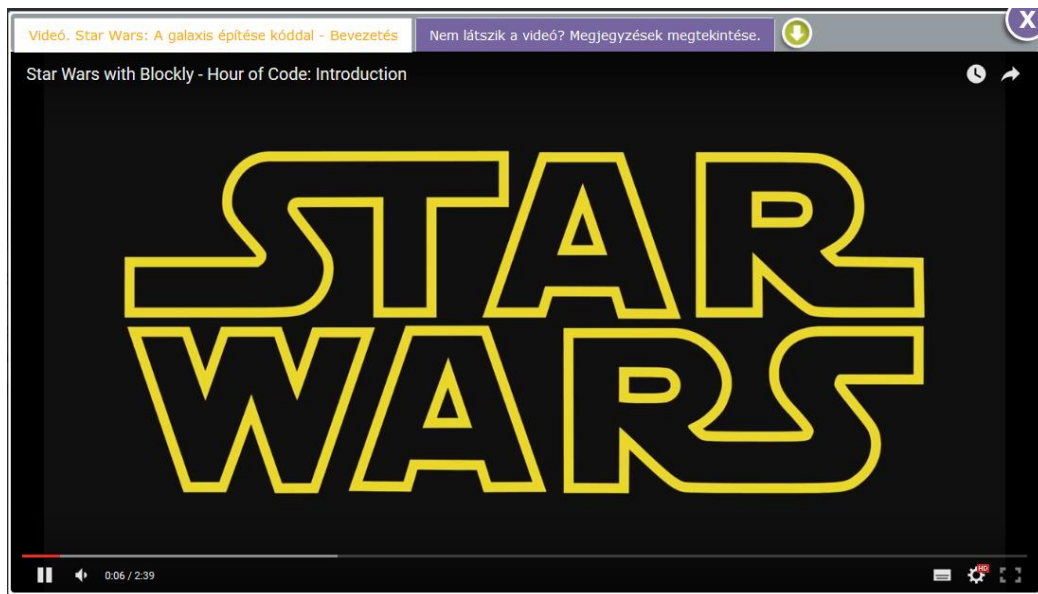 Videó. Star Wars: A galaxis építése kóddal - Bevezetés
Nem látszik a videó? Megjegyzések megtekintése.
X
Star Wars with Blockly - Hour of Code: Introduction
STAR
WARS
0:06 / 2:39
HD